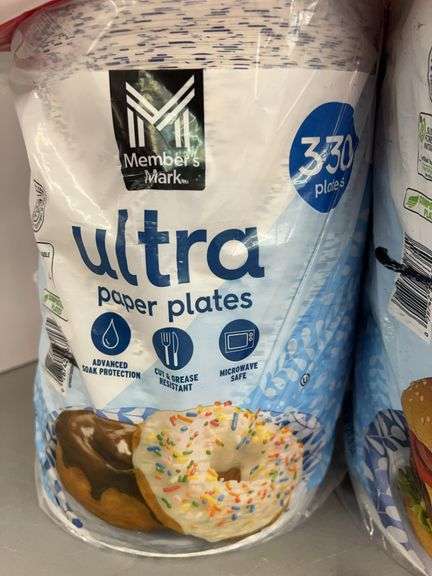 Member's
Mark
330
plates
ultra
paper plates
ADVANCED
SOAK PROTECTION
CUT & GREASE
RESISTANT
MICROWAVE
SAFE